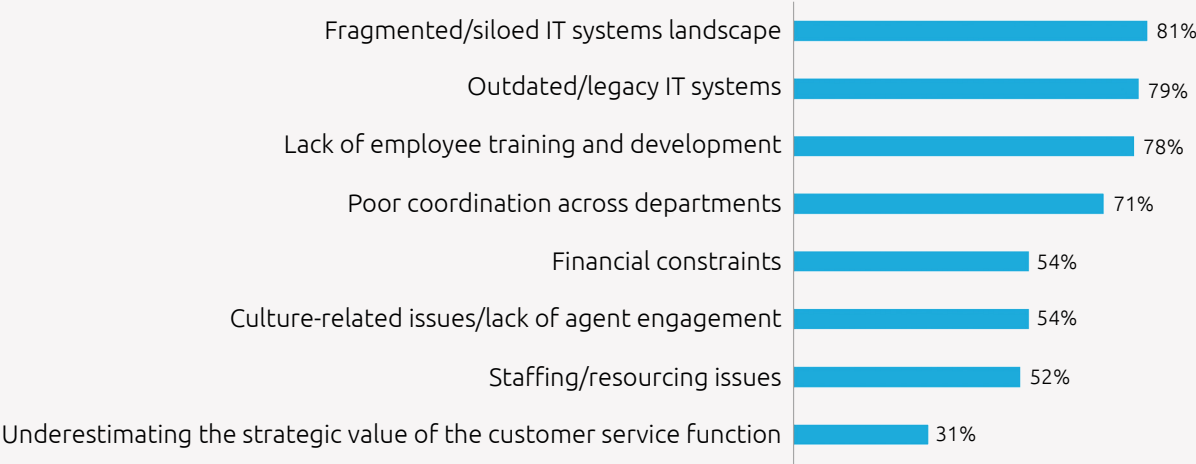 Fragmented/siloed IT systems landscape 81%
Outdated/legacy IT systems 79%
Lack of employee training and development 78%
Poor coordination across departments 71%
Financial constraints 54%
Culture-related issues/lack of agent engagement 54%
Staffing/resourcing issues 52%
Underestimating the strategic value of the customer service function 31%